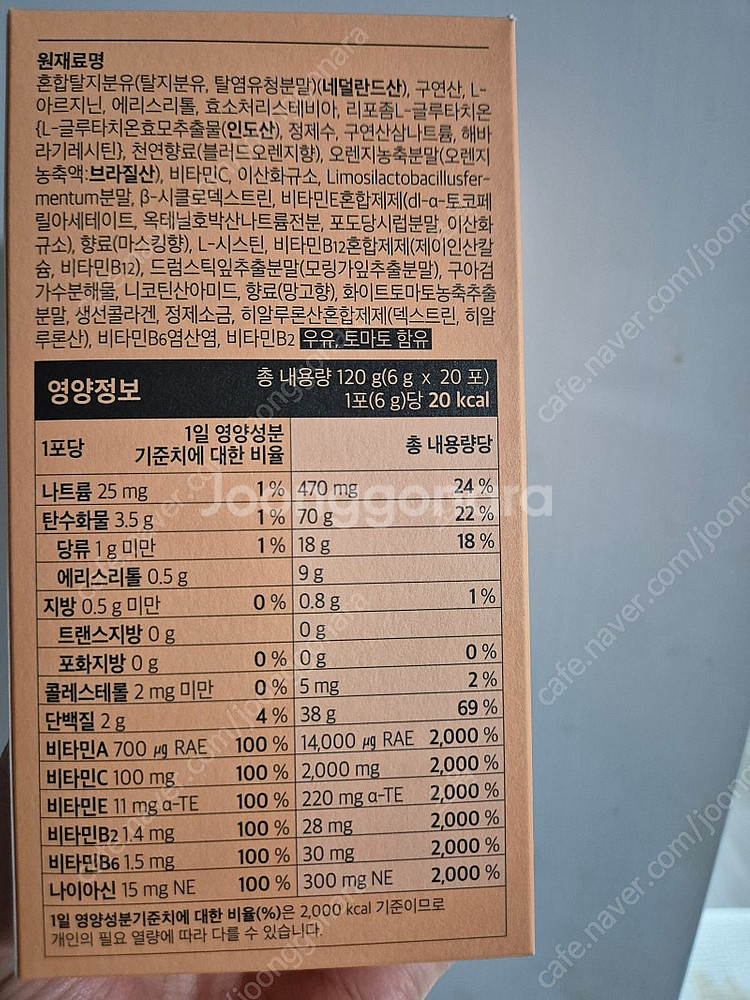 원재료명
혼합탈지분유(탈지분유, 탈염유청분말)(네덜란드산), 구연산, L-
아르지닌, 에리스리톨, 효소처리스테비아, 리포좀L-글루타치온
{L-글루타치온효모추출물(인도산), 정제수, 구연산삼나트륨, 해바
라기레시틴}, 천연향료(블러드오렌지향), 오렌지농축분말(오렌지
농축액:브라질산), 비타민C, 이산화규소, Limosilactobacillusfer-
mentum분말, β-시클로덱스트린, 비타민E혼합제제(dl-α-토코페
릴아세테이트, 옥테닐호박산나트륨전분, 포도당시럽분말, 이산화
규소), 향료(마스킹향), L-시스틴, 비타민B12혼합제제(제이인산칼
슘, 비타민B12), 드럼스틱잎추출분말(모링가잎추출분말), 구아검
가수분해물, 니코틴산아미드, 향료(망고향), 화이트토마토농축추출
분말, 생선콜라겐, 정제소금, 히알루론산혼합제제(덱스트린, 히알
루론산), 비타민B6염산염, 비타민B2 우유, 토마토 함유
영양정보
총 내용량 120 g(6 g x 20 포)
1포(6 g)당 20 kcal
1포당 1일 영양성분 기준치에 대한 비율 총 내용량당
나트륨 25 mg 1 % 470 mg 24 %
탄수화물 3.5 g 1 % 70 g 22 %
당류 1 g 미만 1 % 18 g 18 %
에리스리톨 0.5 g 9 g
지방 0.5 g 미만 0 % 0.8 g 1 %
트랜스지방 0 g 0 g
포화지방 0 g 0 % 0 g 0 %
콜레스테롤 2 mg 미만 0 % 5 mg 2 %
단백질 2 g 4 % 38 g 69 %
비타민A 700 μg RAE 100 % 14,000 μg RAE 2,000 %
비타민C 100 mg 100 % 2,000 mg 2,000 %
비타민E 11 mg α-TE 100 % 220 mg α-TE 2,000 %
비타민B2 1.4 mg 100 % 28 mg 2,000 %
비타민B6 1.5 mg 100 % 30 mg 2,000 %
나이아신 15 mg NE 100 % 300 mg NE 2,000 %
1일 영양성분기준치에 대한 비율(%)은 2,000 kcal 기준이므로
개인의 필요 열량에 따라 다를 수 있습니다.
Joonggonara
cafe.naver.com/joonggonara
cafe.naver.com/joonggonara
cafe.naver.com/joonggonara